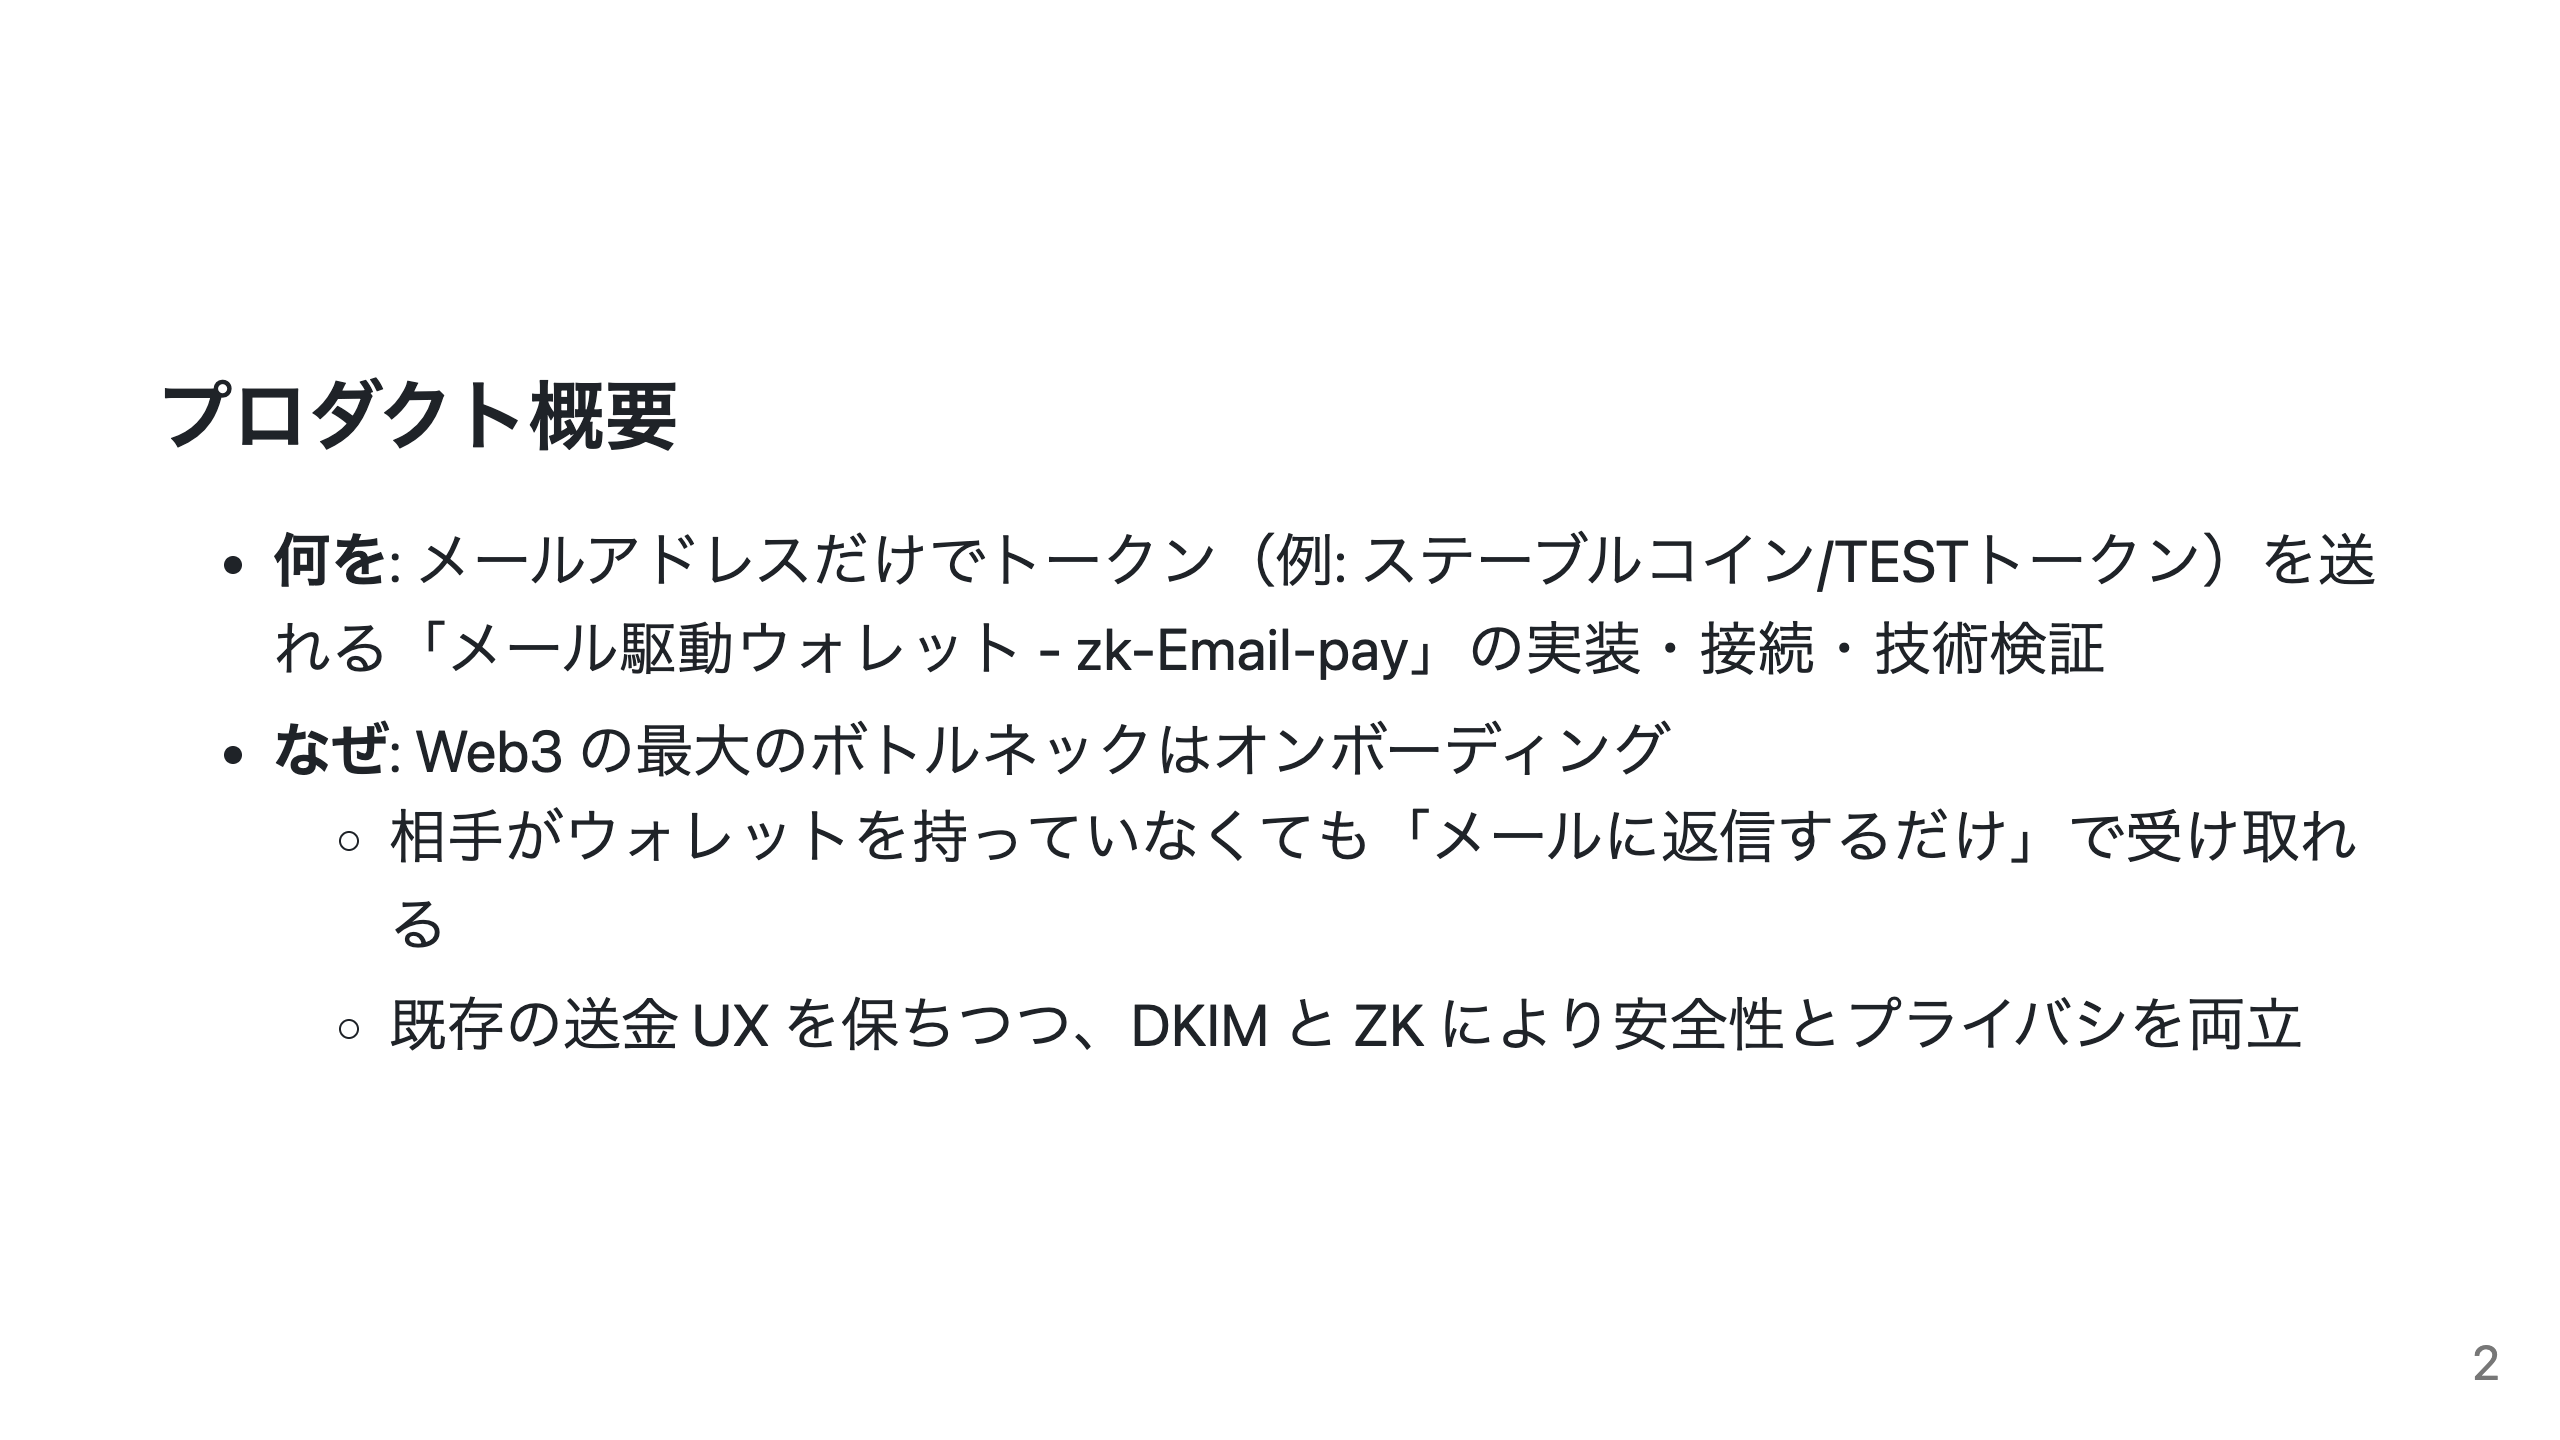 プロダクト概要
• 何を: メールアドレスだけでトークン（例: ステーブルコイン/TESTトークン）を送
れる「メール駆動ウォレット - zk-Email-pay」の実装・接続・技術検証
• なぜ: Web3 の最大のボトルネックはオンボーディング
○ 相手がウォレットを持っていなくても「メールに返信するだけ」で受け取れ
る
○ 既存の送金 UX を保ちつつ、DKIM と ZK により安全性とプライバシを両立
2